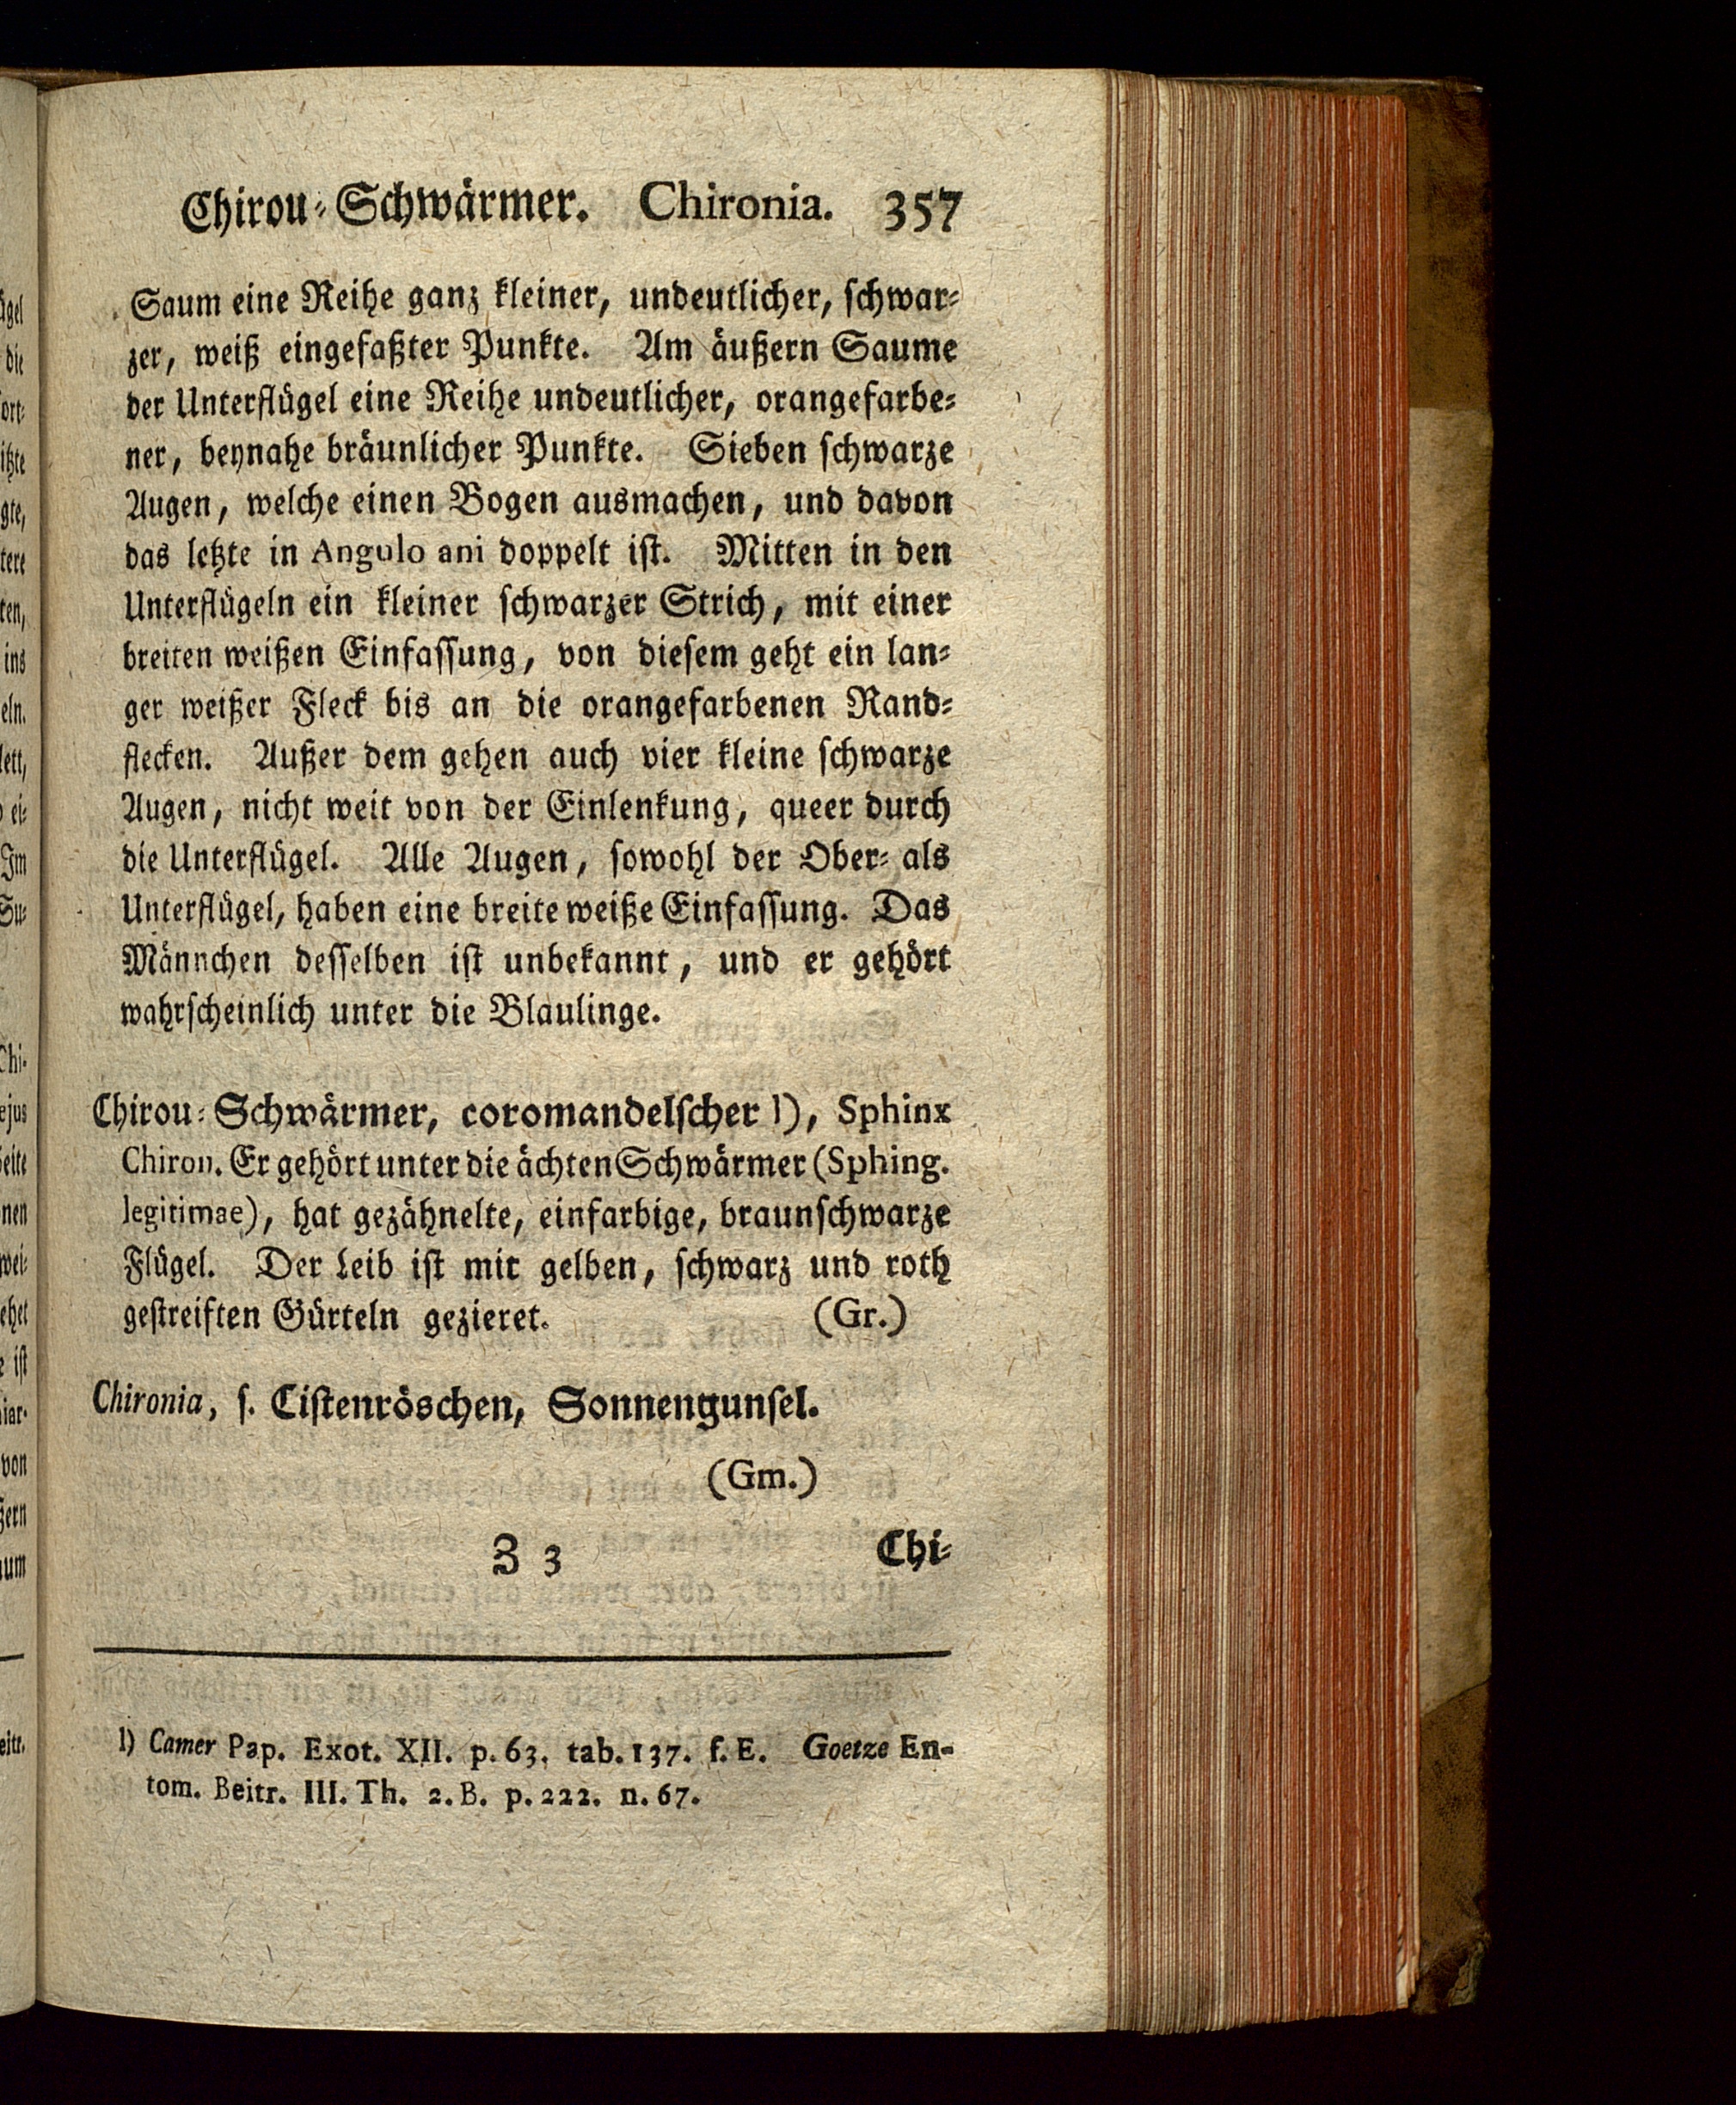 Chirou-Schwärmer. Chironia. 357
Saum eine Reihe ganz kleiner, undeutlicher, schwar-
zer, weiß eingefaßter Punkte. Am äußern Saume
der Unterflügel eine Reihe undeutlicher, orangefarbe-
ner, beynahe bräunlicher Punkte. Sieben schwarze
Augen, welche einen Bogen ausmachen, und davon
das letzte in Angulo ani doppelt ist. Mitten in den
Unterflügeln ein kleiner schwarzer Strich, mit einer
breiten weißen Einfassung, von diesem geht ein lan-
ger weißer Fleck bis an die orangefarbenen Rand-
flecken. Außer dem gehen auch vier kleine schwarze
Augen, nicht weit von der Einlenkung, queer durch
die Unterflügel. Alle Augen, sowohl der Ober- als
Unterflügel, haben eine breite weiße Einfassung. Das
Männchen desselben ist unbekannt, und er gehört
wahrscheinlich unter die Blaulinge.
Chirou-Schwärmer, coromandelscher l), Sphinx
Chiron. Er gehört unter die ächten Schwärmer (Sphing.
legitimae), hat gezähnelte, einfarbige, braunschwarze
Flügel. Der Leib ist mit gelben, schwarz und roth
gestreiften Gürteln gezieret. (Gr.)
Chironia, s. Cistenröschen, Sonnengunsel.
(Gm.)
Z 3 Chi-
l) Camer Pap. Exot. XII. p. 63. tab. 137. f. E. Goetze En-
tom. Beitr. III. Th. 2. B. p. 222. n. 67.